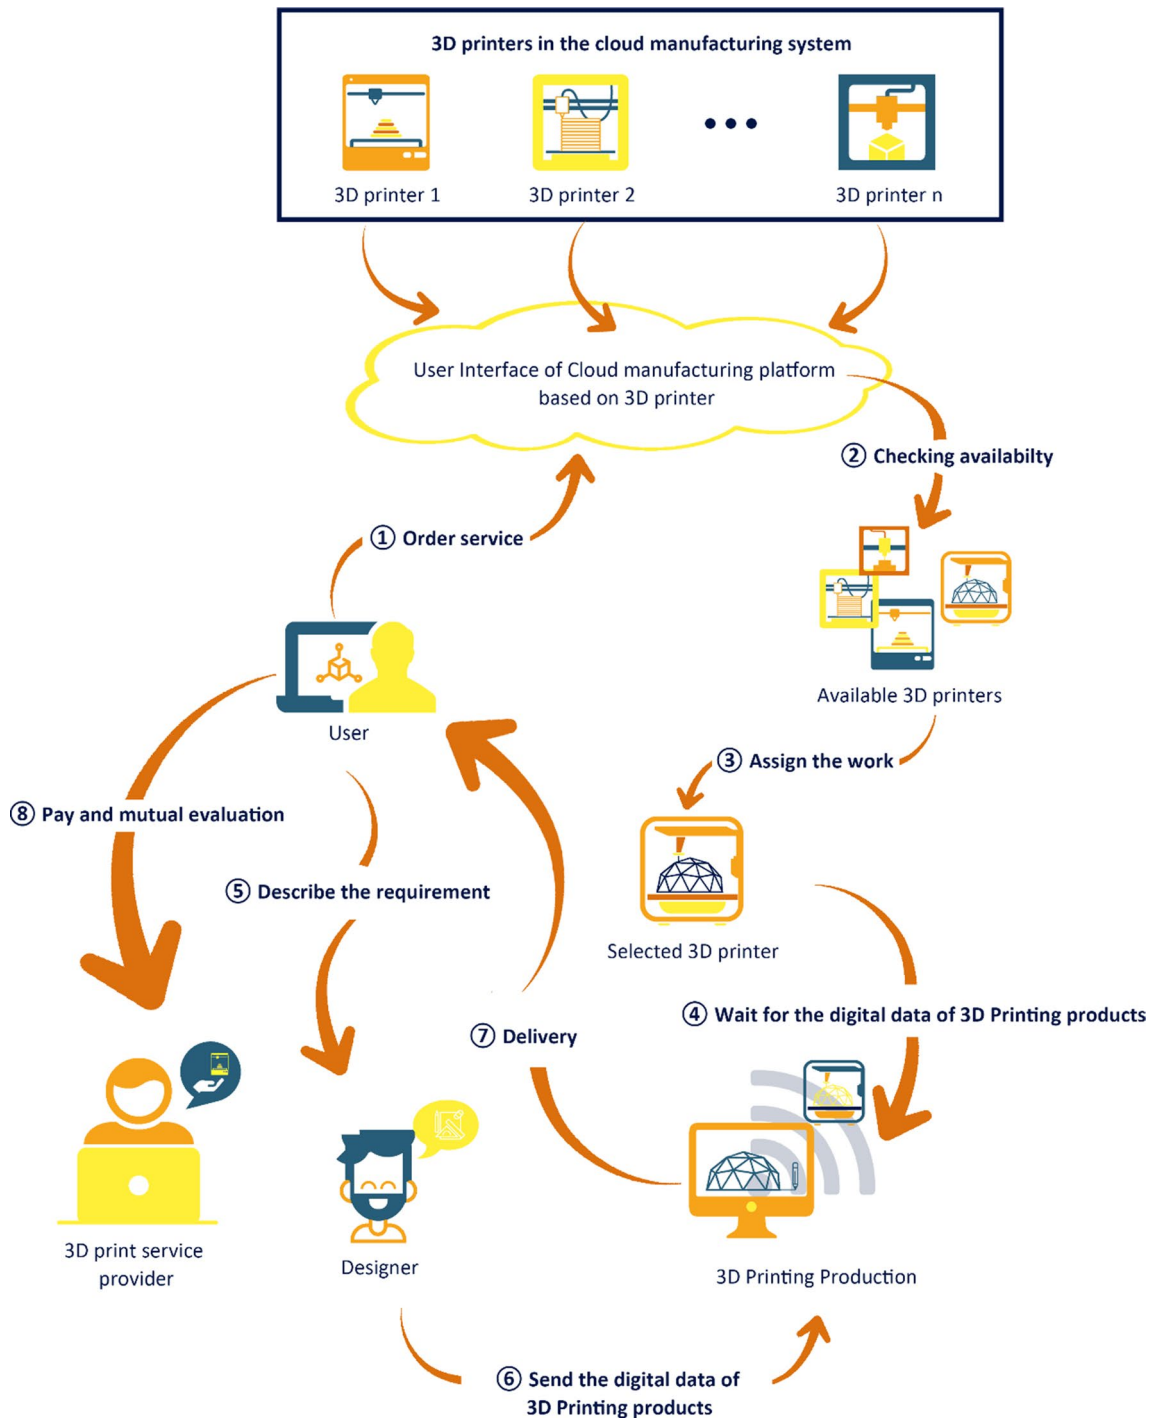 3D printers in the cloud manufacturing system
3D printer 1
3D printer 2
3D printer n
User Interface of Cloud manufacturing platform
based on 3D printer
② Checking availabilty
① Order service
Available 3D printers
User
③ Assign the work
⑧ Pay and mutual evaluation
⑤ Describe the requirement
Selected 3D printer
④ Wait for the digital data of 3D Printing products
⑦ Delivery
3D print service
provider
Designer
3D Printing Production
⑥ Send the digital data of
3D Printing products